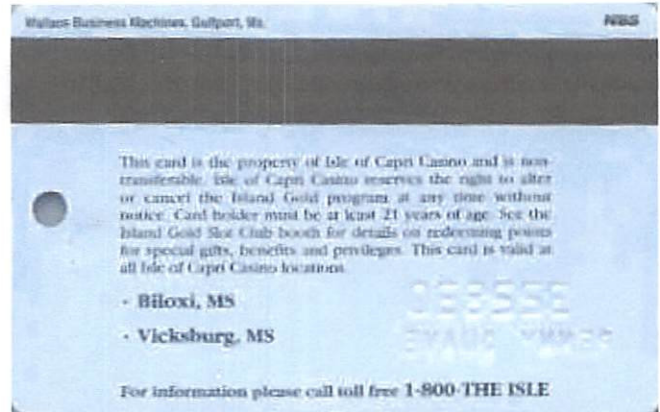 Wallace Business Machines, Gulfport, Ms. NBS
This card is the property of Isle of Capri Casino and is non-
transferable. Isle of Capri Casino reserves the right to alter
or cancel the Island Gold program at any time without
notice. Card holder must be at least 21 years of age. See the
Island Gold Slot Club booth for details on redeeming points
for special gifts, benefits and privileges. This card is valid at
all Isle of Capri Casino locations.
· Biloxi, MS
· Vicksburg, MS
For information please call toll free 1-800-THE ISLE